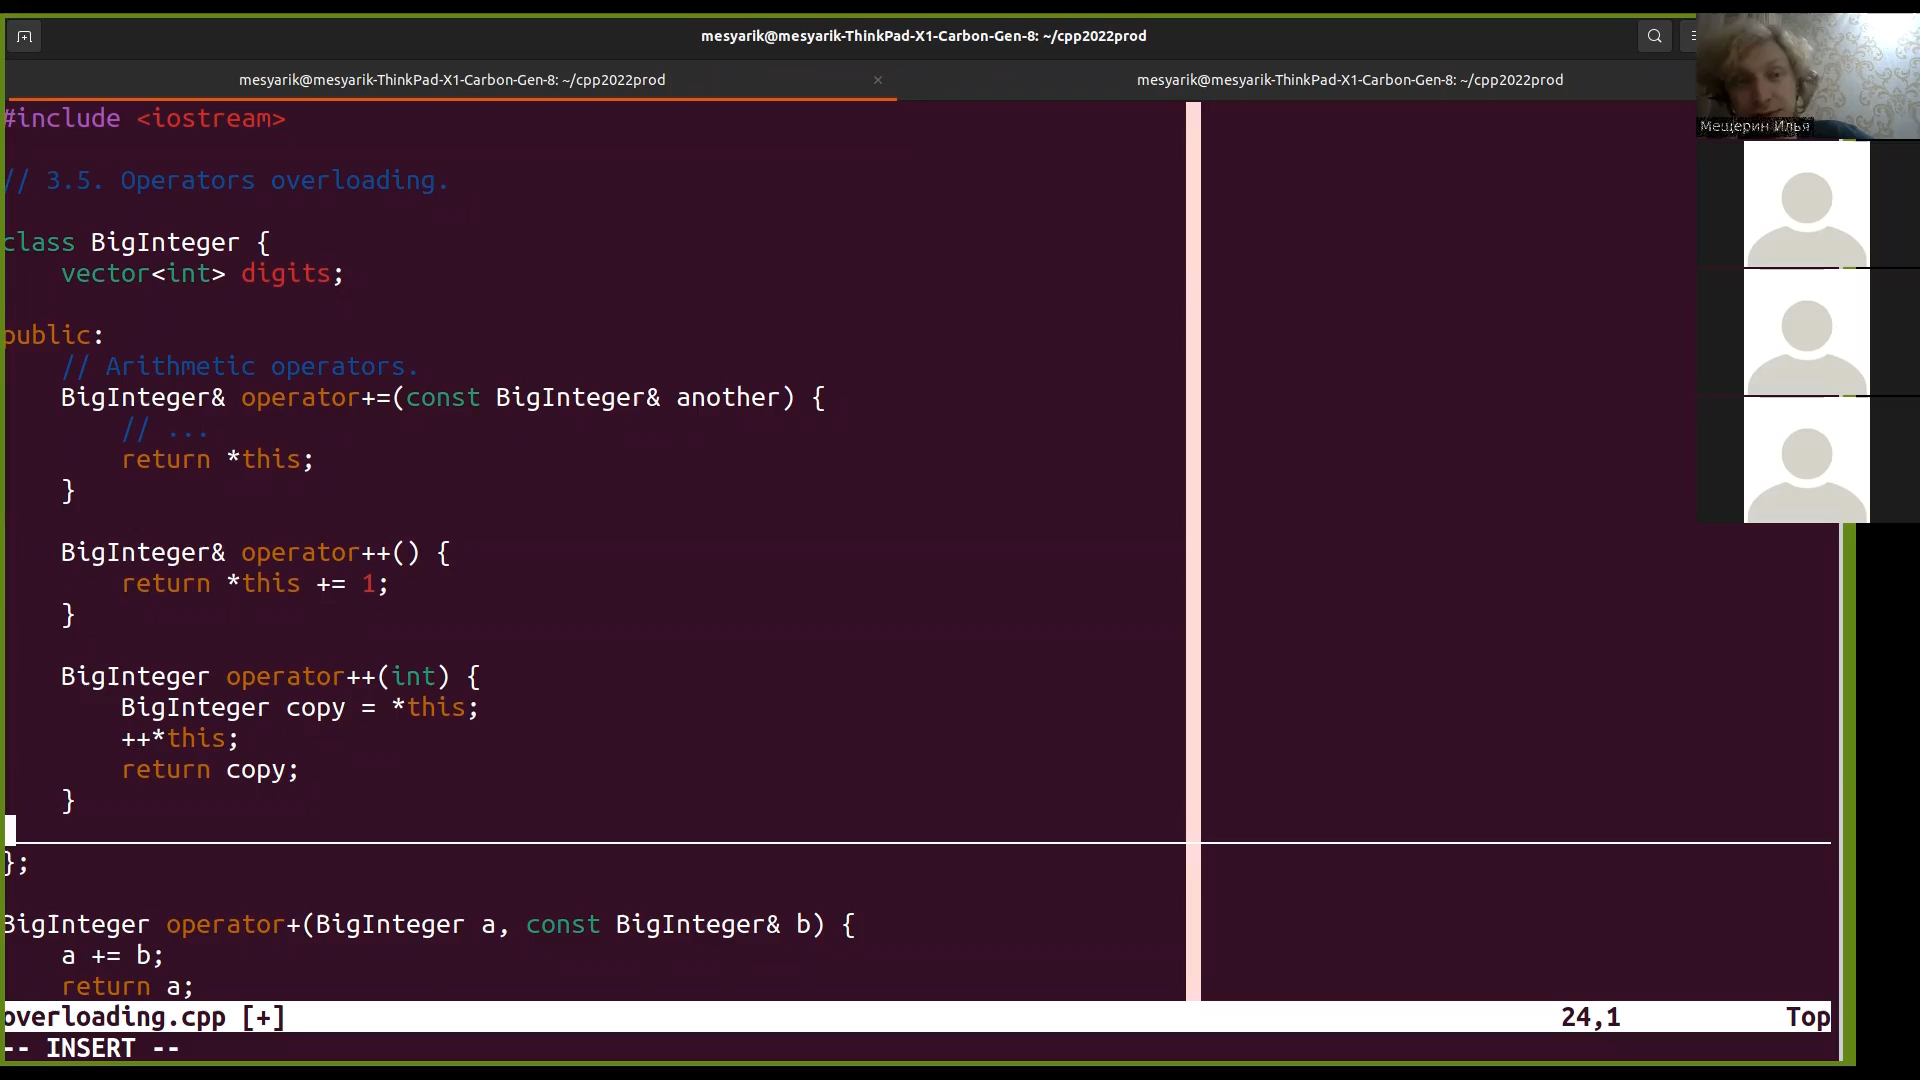 mesyarik@mesyarik-ThinkPad-X1-Carbon-Gen-8: ~/cpp2022prod
mesyarik@mesyarik-ThinkPad-X1-Carbon-Gen-8: ~/cpp2022prod
mesyarik@mesyarik-ThinkPad-X1-Carbon-Gen-8: ~/cpp2022prod
Мещерин Илья
#include <iostream>
// 3.5. Operators overloading.
class BigInteger {
    vector<int> digits;
public:
    // Arithmetic operators.
    BigInteger& operator+=(const BigInteger& another) {
        // ...
        return *this;
    }
    BigInteger& operator++() {
        return *this += 1;
    }
    BigInteger operator++(int) {
        BigInteger copy = *this;
        ++*this;
        return copy;
    }
};
BigInteger operator+(BigInteger a, const BigInteger& b) {
    a += b;
    return a;
overloading.cpp [+] 24,1 Top
-- INSERT --